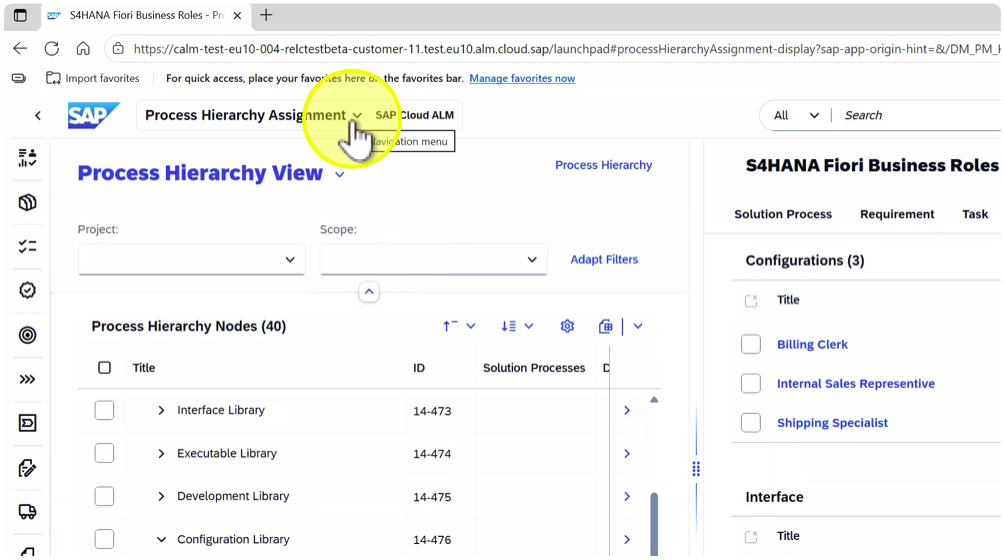 S4HANA Fiori Business Roles - Pr
https://calm-test-eu10-004-relctestbeta-customer-11.test.eu10.alm.cloud.sap/launchpad#processHierarchyAssignment-display?sap-app-origin-hint=&/DM_PM_H
Import favorites
For quick access, place your favorites here on the favorites bar. Manage favorites now
SAP
Process Hierarchy Assignment
SAP Cloud ALM
All
Search
Navigation menu
Process Hierarchy View
Process Hierarchy
Project:
Scope:
Adapt Filters
Process Hierarchy Nodes (40)
Title ID Solution Processes D
Interface Library 14-473
Executable Library 14-474
Development Library 14-475
Configuration Library 14-476
S4HANA Fiori Business Roles
Solution Process Requirement Task
Configurations (3)
Title
Billing Clerk
Internal Sales Representative
Shipping Specialist
Interface
Title